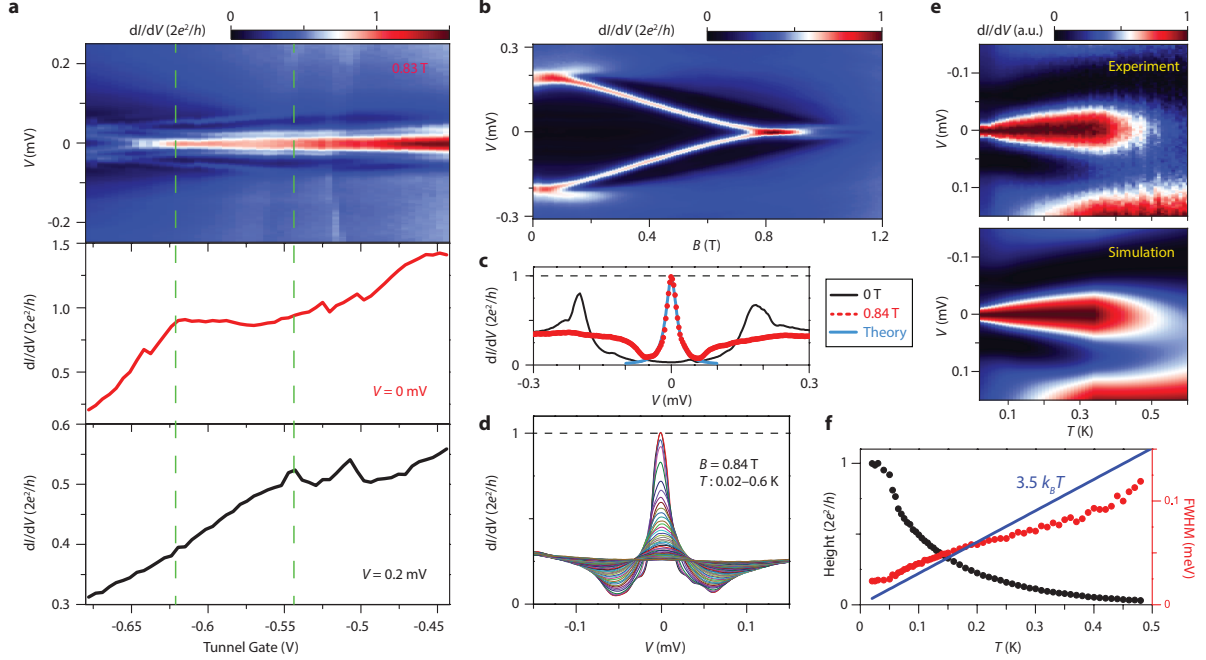 a
dI/dV (2e²/h)
0
1
0.83 T
0.2
0
-0.2
V (mV)
1.5
1.0
0.5
dI/dV (2e²/h)
V = 0 mV
0.6
0.5
0.4
0.3
dI/dV (2e²/h)
V = 0.2 mV
-0.65
-0.6
-0.55
-0.5
-0.45
Tunnel Gate (V)
b
dI/dV (2e²/h)
0
1
0.3
0
-0.3
V (mV)
0
0.4
0.8
1.2
B (T)
c
1
0
dI/dV (2e²/h)
-0.3
0
0.3
V (mV)
0 T
0.84 T
Theory
d
1
0
dI/dV (2e²/h)
B = 0.84 T
T : 0.02–0.6 K
-0.1
0
0.1
V (mV)
e
dI/dV (a.u.)
0
1
Experiment
-0.1
0
0.1
V (mV)
Simulation
-0.1
0
0.1
V (mV)
0.1
0.3
0.5
T (K)
f
3.5 k_BT
1
0
Height (2e²/h)
0.1
0
FWHM (meV)
0
0.1
0.2
0.3
0.4
0.5
T (K)